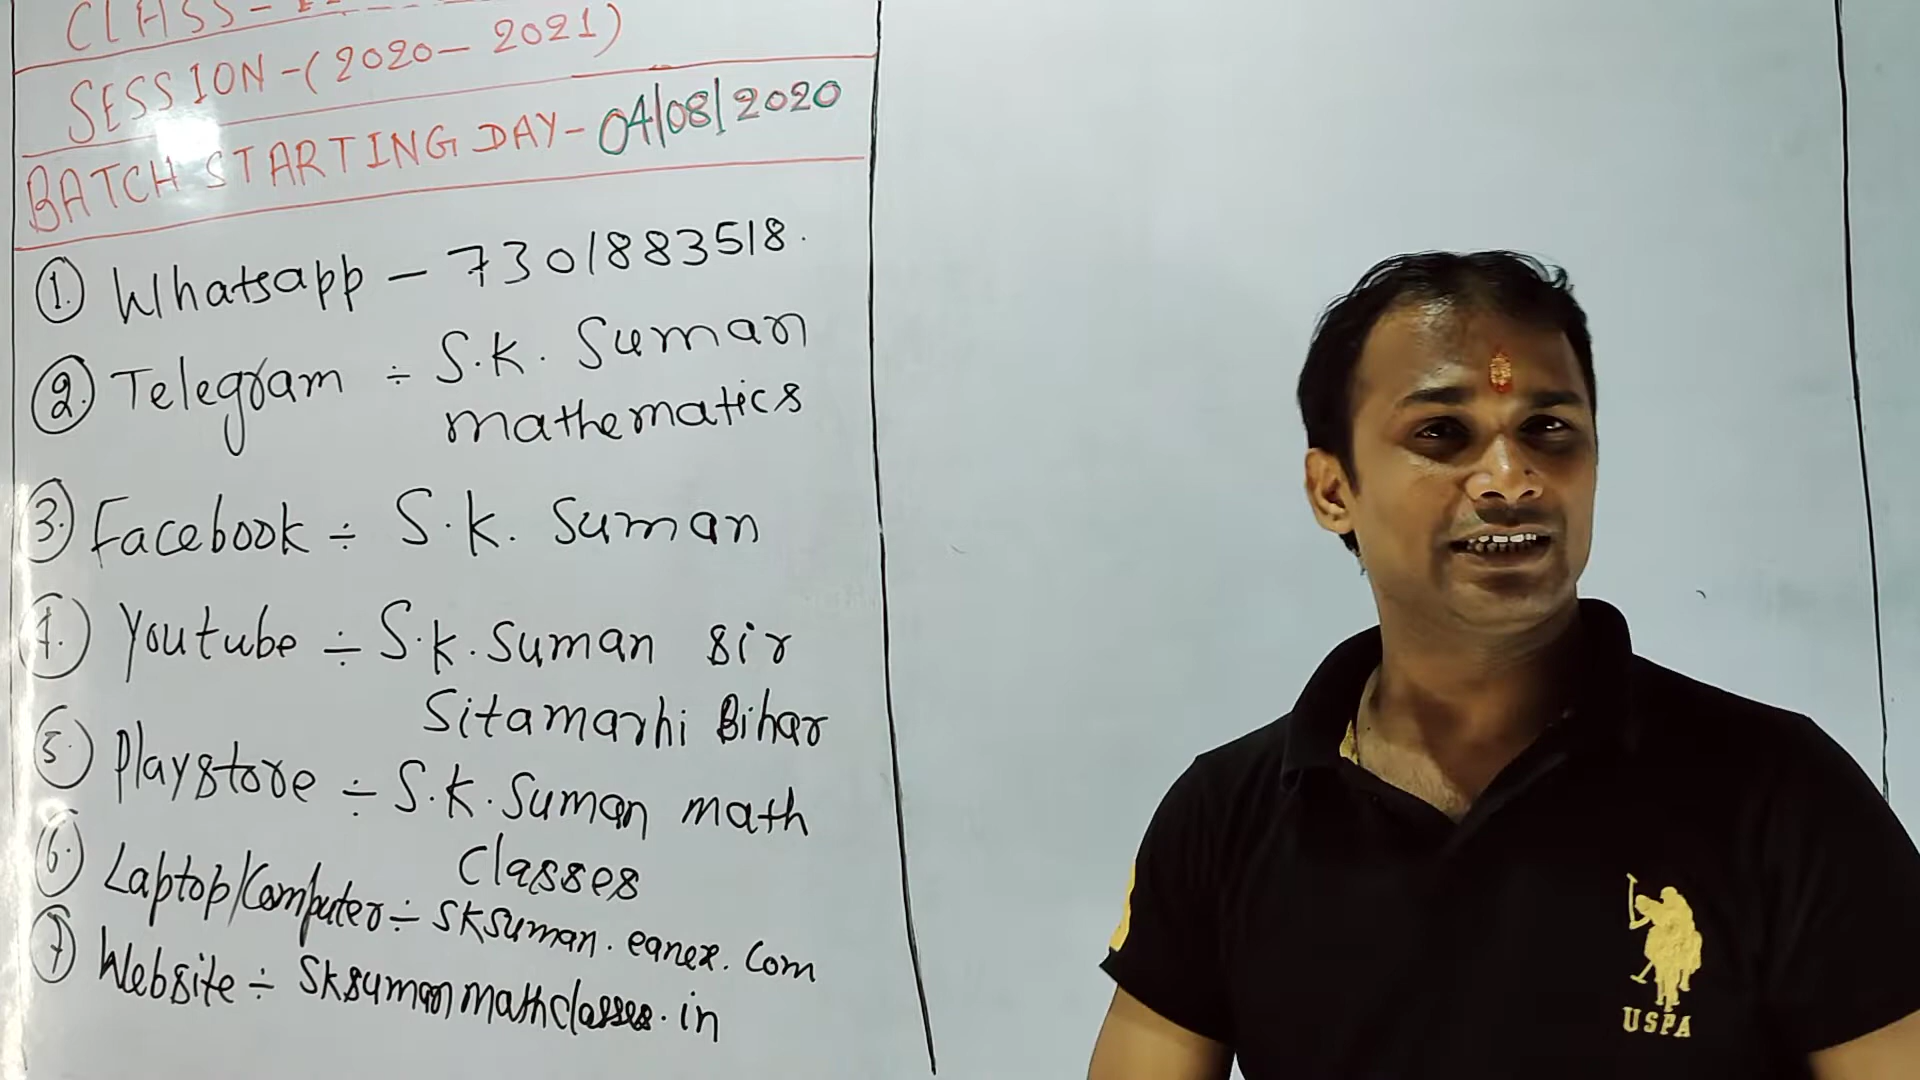 CLASS-
SESSION-(2020-2021)
BATCH STARTING DAY-04/08/2020
1. Whatsapp - 7301883518.
2. Telegram ÷ S.K. Suman
mathematics
3. Facebook ÷ S.K. Suman
4. Youtube ÷ S.K. Suman sir
Sitamarhi Bihar
5. Playstore ÷ S.K. Suman math
classes
6. Laptop/Computer ÷ sksuman.eanex.com
7 Website ÷ Sksumanmathclasses.in
USPA